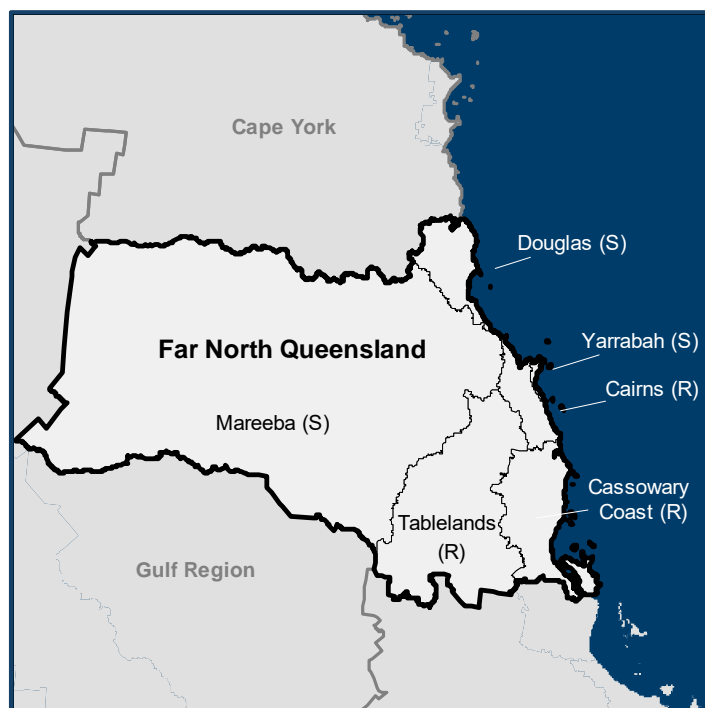 Cape York
Douglas (S)
Far North Queensland
Yarrabah (S)
Cairns (R)
Mareeba (S)
Cassowary
Coast (R)
Tablelands
(R)
Gulf Region